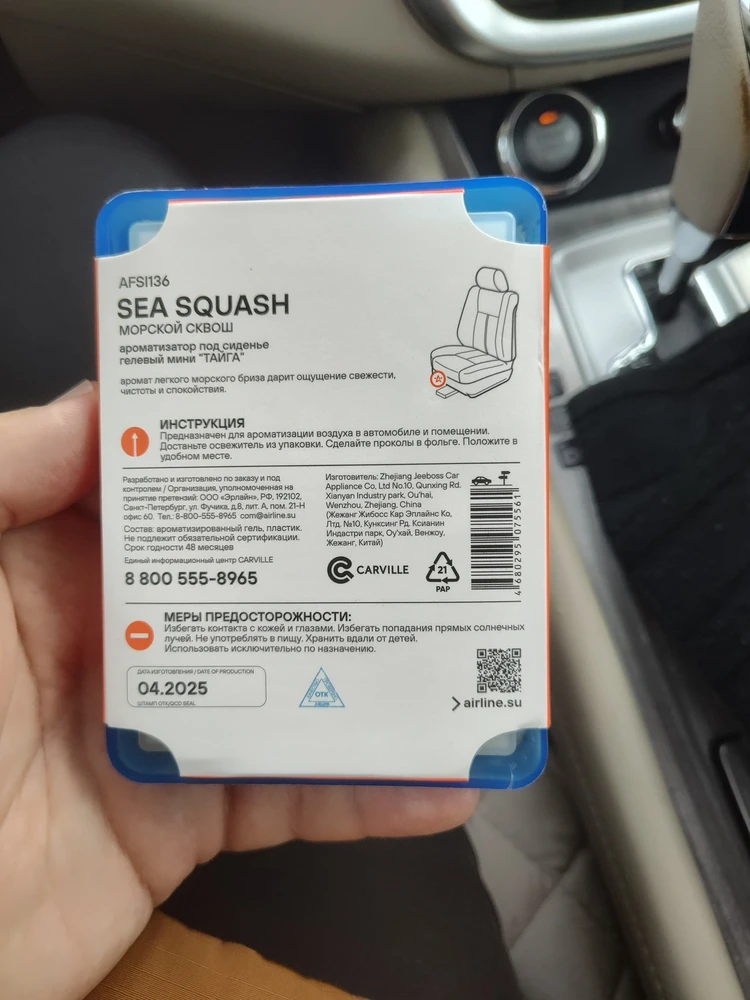 AFSI136
SEA SQUASH
МОРСКОЙ СКВОШ
ароматизатор под сиденье
гелевый мини "ТАЙГА"
аромат легкого морского бриза дарит ощущение свежести,
чистоты и спокойствия.
ИНСТРУКЦИЯ
Предназначен для ароматизации воздуха в автомобиле и помещении.
Достаньте освежитель из упаковки. Сделайте проколы в фольге. Положите в
удобном месте.
Разработано и изготовлено по заказу и под
контролем / Организация, уполномоченная на
принятие претензий: ООО «Эрлайн», РФ, 192102,
Санкт-Петербург, ул. Фучика, д.8, лит. А, пом. 21-Н
офис 60. Тел.: 8-800-555-8965 com@airline.su
Состав: ароматизированный гель, пластик.
Не подлежит обязательной сертификации.
Срок годности 48 месяцев
Единый информационный центр CARVILLE
8 800 555-8965
Изготовитель: Zhejiang Jeeboss Car
Appliance Co, Ltd No.10, Qunxing Rd.
Xianyan Industry park, Ou'hai,
Wenzhou, Zhejiang, China
(Жежанг Жибосс Кар Эплайнс Ко,
Лтд. №10, Кунксинг Рд, Ксианин
Индастри парк, Оу'хай, Венжоу,
Жежанг, Китай)
CARVILLE
21
PAP
4 680295 075561
МЕРЫ ПРЕДОСТОРОЖНОСТИ:
Избегать контакта с кожей и глазами. Избегать попадания прямых солнечных
лучей. Не употреблять в пищу. Хранить вдали от детей.
Использовать исключительно по назначению.
ДАТА ИЗГОТОВЛЕНИЯ / DATE OF PRODUCTION
04.2025
ШТАМП ОТК/QCD SEAL
ОТК
airline.su